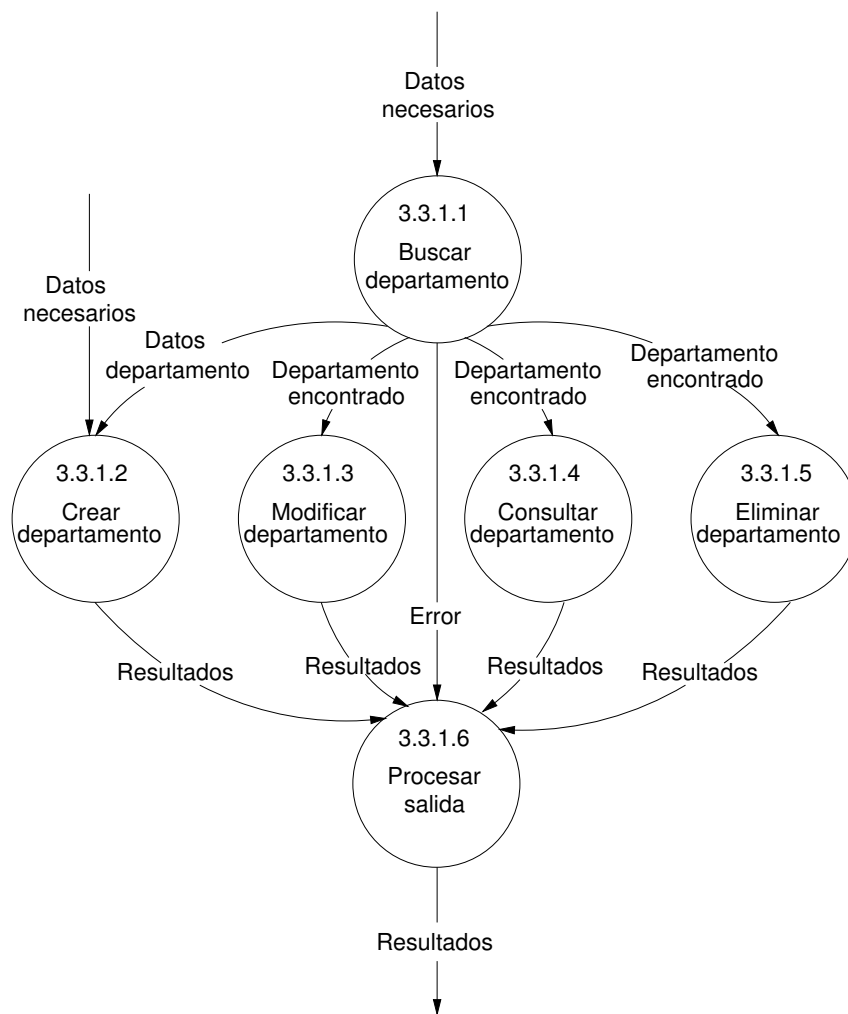 Datos
necesarios
3.3.1.1
Buscar
departamento
Datos
necesarios
Datos
departamento
Departamento
encontrado
Departamento
encontrado
Departamento
encontrado
3.3.1.2
Crear
departamento
3.3.1.3
Modificar
departamento
3.3.1.4
Consultar
departamento
3.3.1.5
Eliminar
departamento
Error
Resultados
Resultados
Resultados
Resultados
3.3.1.6
Procesar
salida
Resultados